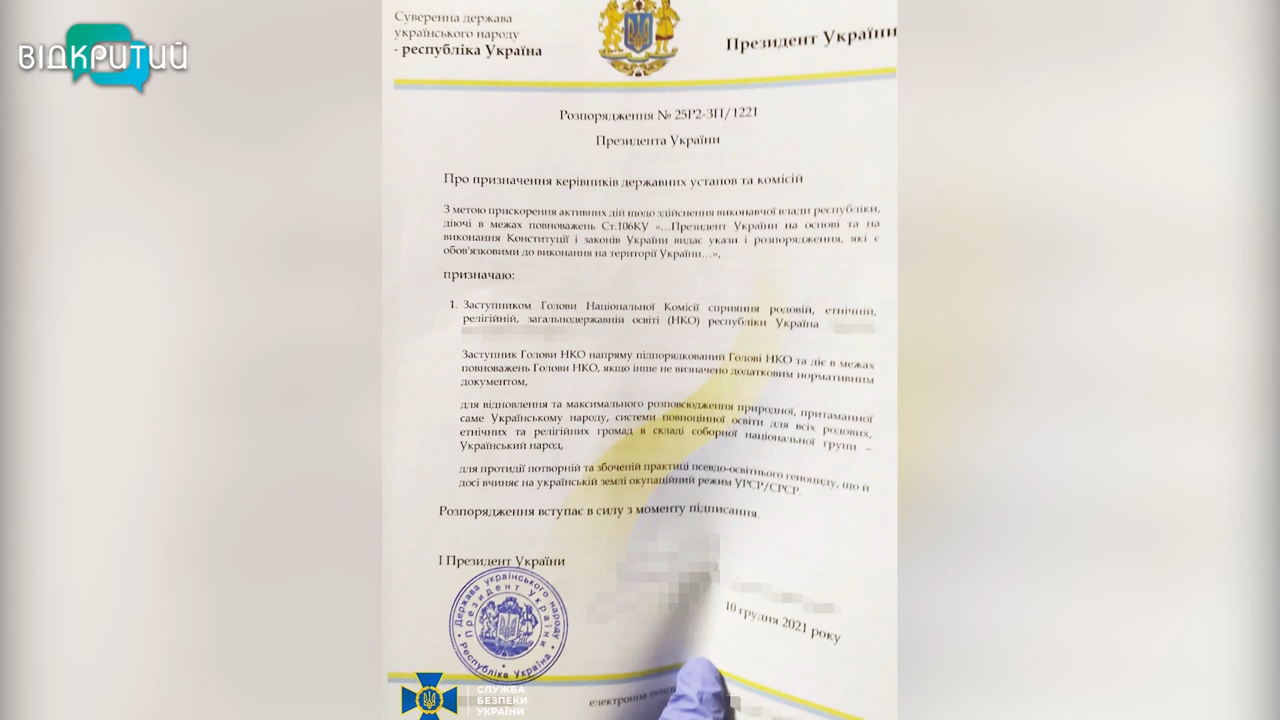 ВІДКРИТИЙ
Суверенна держава
українського народу
- республіка Україна
Президент України
Розпорядження № 25Р2-ЗП/1221
Президента України
Про призначення керівників державних установ та комісій
З метою прискорення активних дій щодо здійснення виконавчої влади республіки,
діючі в межах повноважень Ст.106КУ «...Президент України на основі та на
виконання Конституції і законів України видає укази і розпорядження, які є
обов'язковими до виконання на території України...»,
призначаю:
1. Заступником Голови Національної Комісії сприяння родовій, етнічній,
релігійній, загальнодержавній освіті (НКО) республіки Україна
Заступник Голови НКО напряму підпорядкований Голові НКО та діє в межах
повноважень Голови НКО, якщо інше не визначено додатковим нормативним
документом,
для відновлення та максимального розповсюдження природної, притаманної
саме Українському народу, системи повноцінної освіти для всіх родових,
етнічних та релігійних громад в складі соборної національної групи –
Український народ,
для протидії потворній та збоченій практиці псевдо-освітнього геноциду, що й
досі вчиняє на українській землі окупаційний режим УРСР/СРСР.
Розпорядження вступає в силу з моменту підписання.
І Президент України
Держава українського народу
Президент України
Республіка Україна
10 грудня 2021 року
СЛУЖБА
БЕЗПЕКИ
УКРАЇНИ
електронна пошта